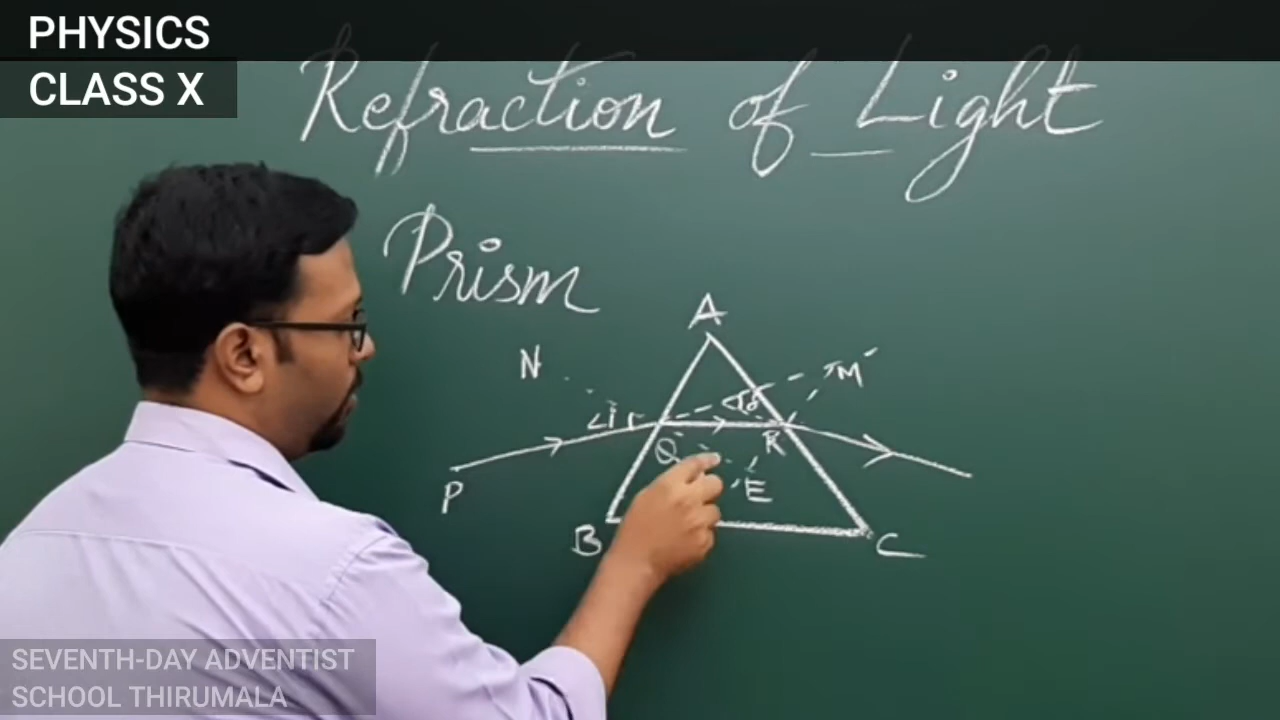 PHYSICS
CLASS X
Refraction of Light
Prism
A
N
M
∠i
∠δ
Q
R
P
E
B
C
SEVENTH-DAY ADVENTIST
SCHOOL THIRUMALA